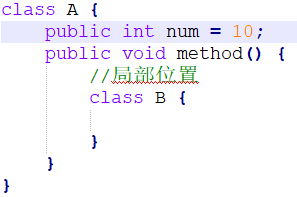 class A {
    public int num = 10;
    public void method() {
        //局部位置
        class B {

        }
    }
}